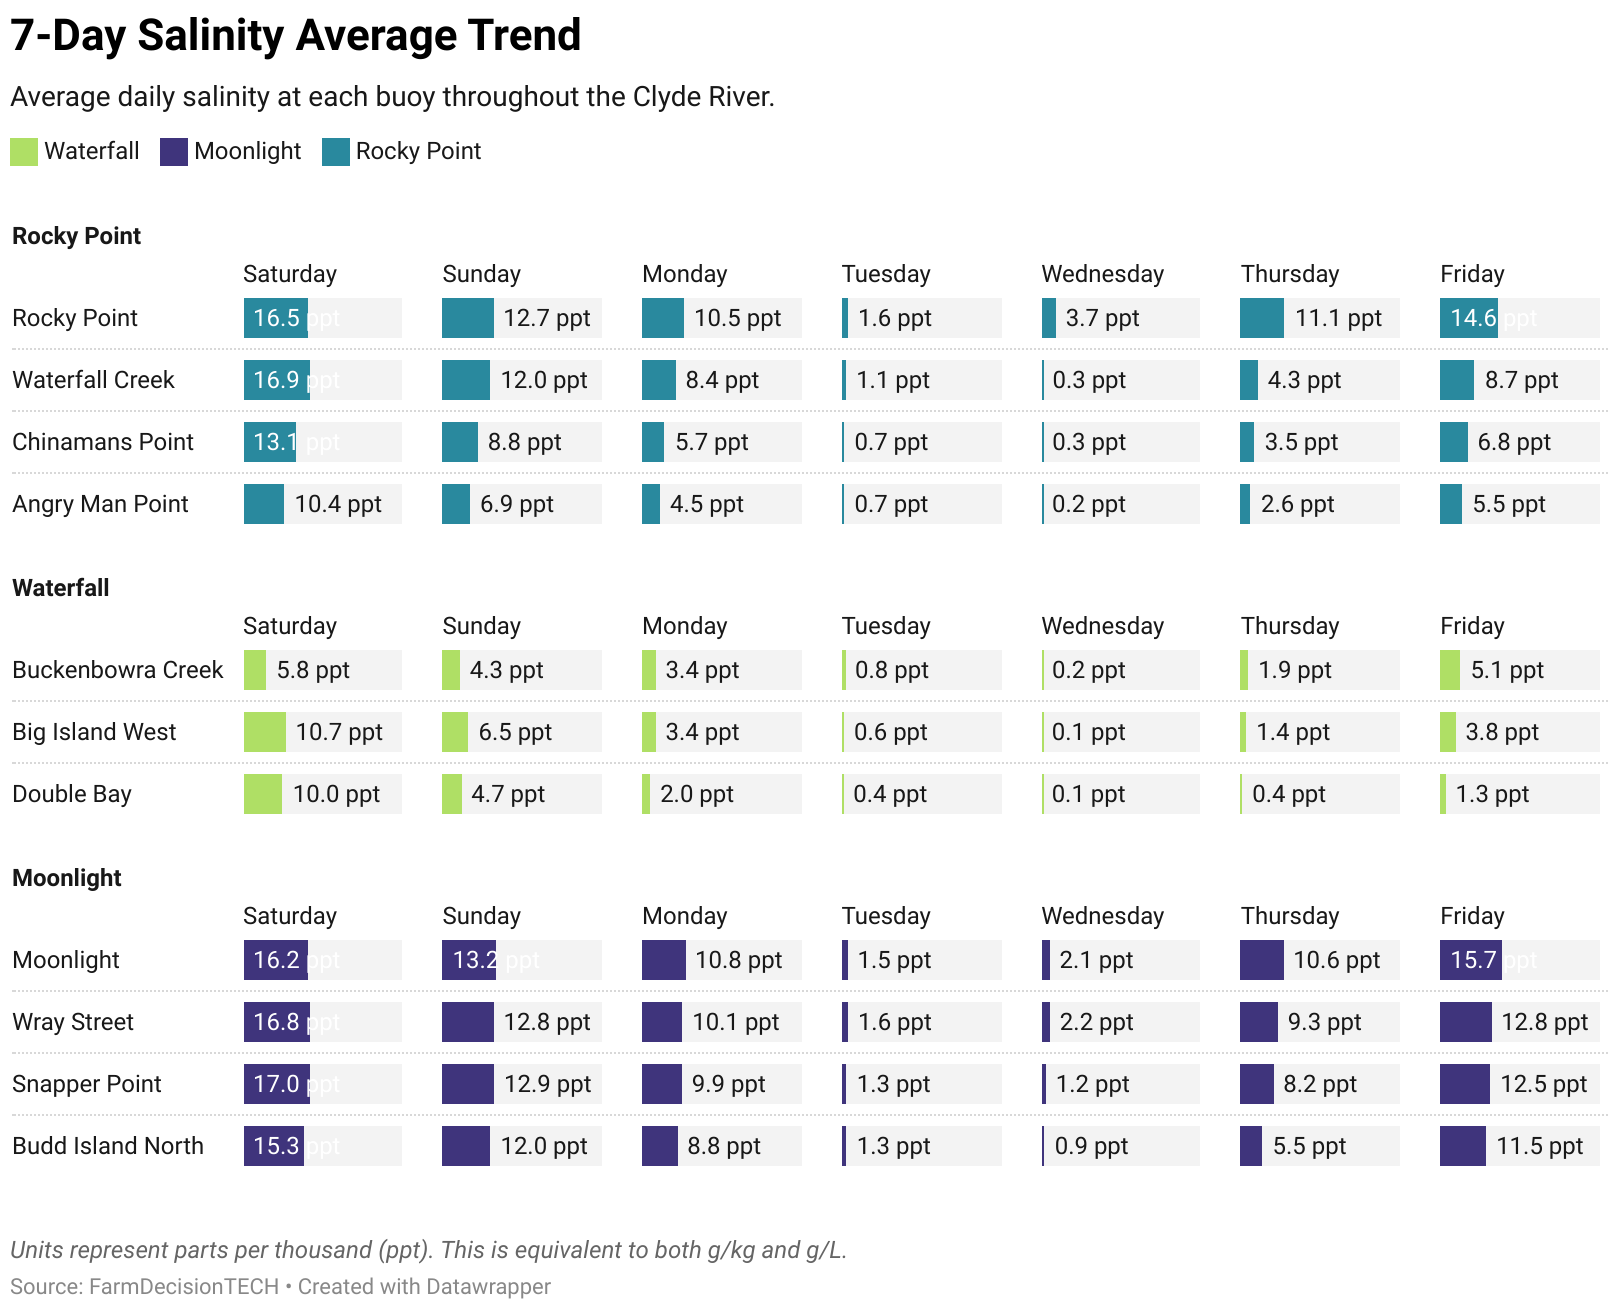 7-Day Salinity Average Trend
Average daily salinity at each buoy throughout the Clyde River.
Waterfall Moonlight Rocky Point
Rocky Point
Saturday Sunday Monday Tuesday Wednesday Thursday Friday
Rocky Point 16.5 ppt 12.7 ppt 10.5 ppt 1.6 ppt 3.7 ppt 11.1 ppt 14.6 ppt
Waterfall Creek 16.9 ppt 12.0 ppt 8.4 ppt 1.1 ppt 0.3 ppt 4.3 ppt 8.7 ppt
Chinamans Point 13.1 ppt 8.8 ppt 5.7 ppt 0.7 ppt 0.3 ppt 3.5 ppt 6.8 ppt
Angry Man Point 10.4 ppt 6.9 ppt 4.5 ppt 0.7 ppt 0.2 ppt 2.6 ppt 5.5 ppt
Waterfall
Saturday Sunday Monday Tuesday Wednesday Thursday Friday
Buckenbowra Creek 5.8 ppt 4.3 ppt 3.4 ppt 0.8 ppt 0.2 ppt 1.9 ppt 5.1 ppt
Big Island West 10.7 ppt 6.5 ppt 3.4 ppt 0.6 ppt 0.1 ppt 1.4 ppt 3.8 ppt
Double Bay 10.0 ppt 4.7 ppt 2.0 ppt 0.4 ppt 0.1 ppt 0.4 ppt 1.3 ppt
Moonlight
Saturday Sunday Monday Tuesday Wednesday Thursday Friday
Moonlight 16.2 ppt 13.2 ppt 10.8 ppt 1.5 ppt 2.1 ppt 10.6 ppt 15.7 ppt
Wray Street 16.8 ppt 12.8 ppt 10.1 ppt 1.6 ppt 2.2 ppt 9.3 ppt 12.8 ppt
Snapper Point 17.0 ppt 12.9 ppt 9.9 ppt 1.3 ppt 1.2 ppt 8.2 ppt 12.5 ppt
Budd Island North 15.3 ppt 12.0 ppt 8.8 ppt 1.3 ppt 0.9 ppt 5.5 ppt 11.5 ppt
Units represent parts per thousand (ppt). This is equivalent to both g/kg and g/L.
Source: FarmDecisionTECH • Created with Datawrapper